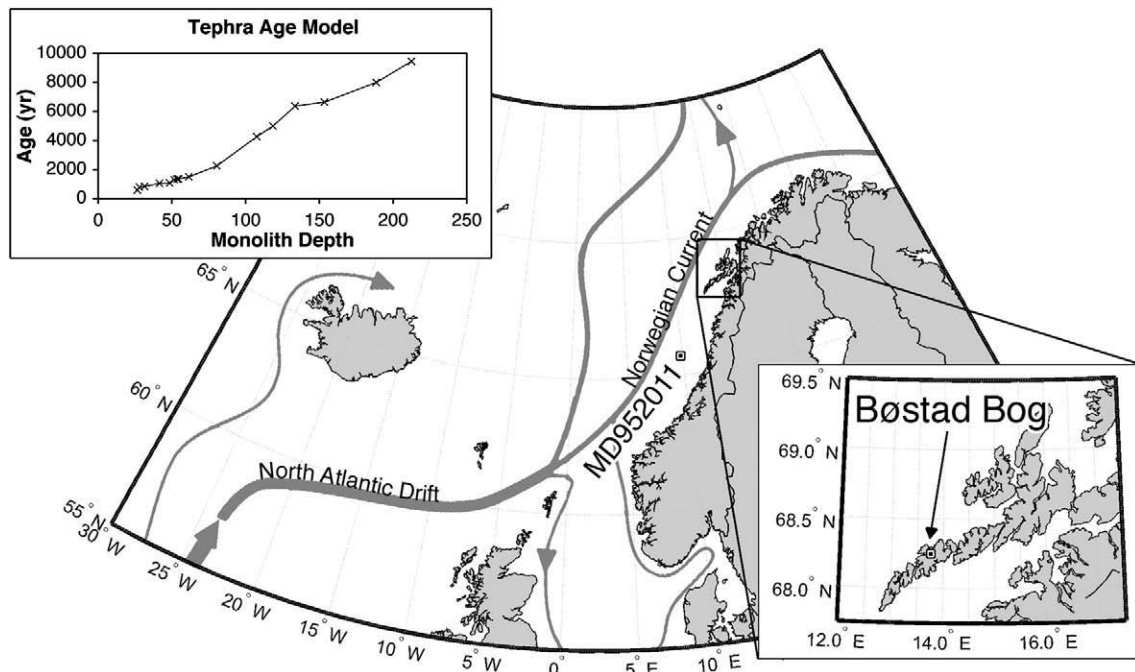 Tephra Age Model
10000
8000
6000
4000
2000
0
Age (yr)
0 50 100 150 200 250
Monolith Depth
65° N
60° N
55° N
30° W
25° W
20° W
15° W
10° W
5° W
0°
5° E
10° E
North Atlantic Drift
Norwegian Current
MD952011
Bøstad Bog
69.5° N
69.0° N
68.5° N
68.0° N
12.0° E 14.0° E 16.0° E